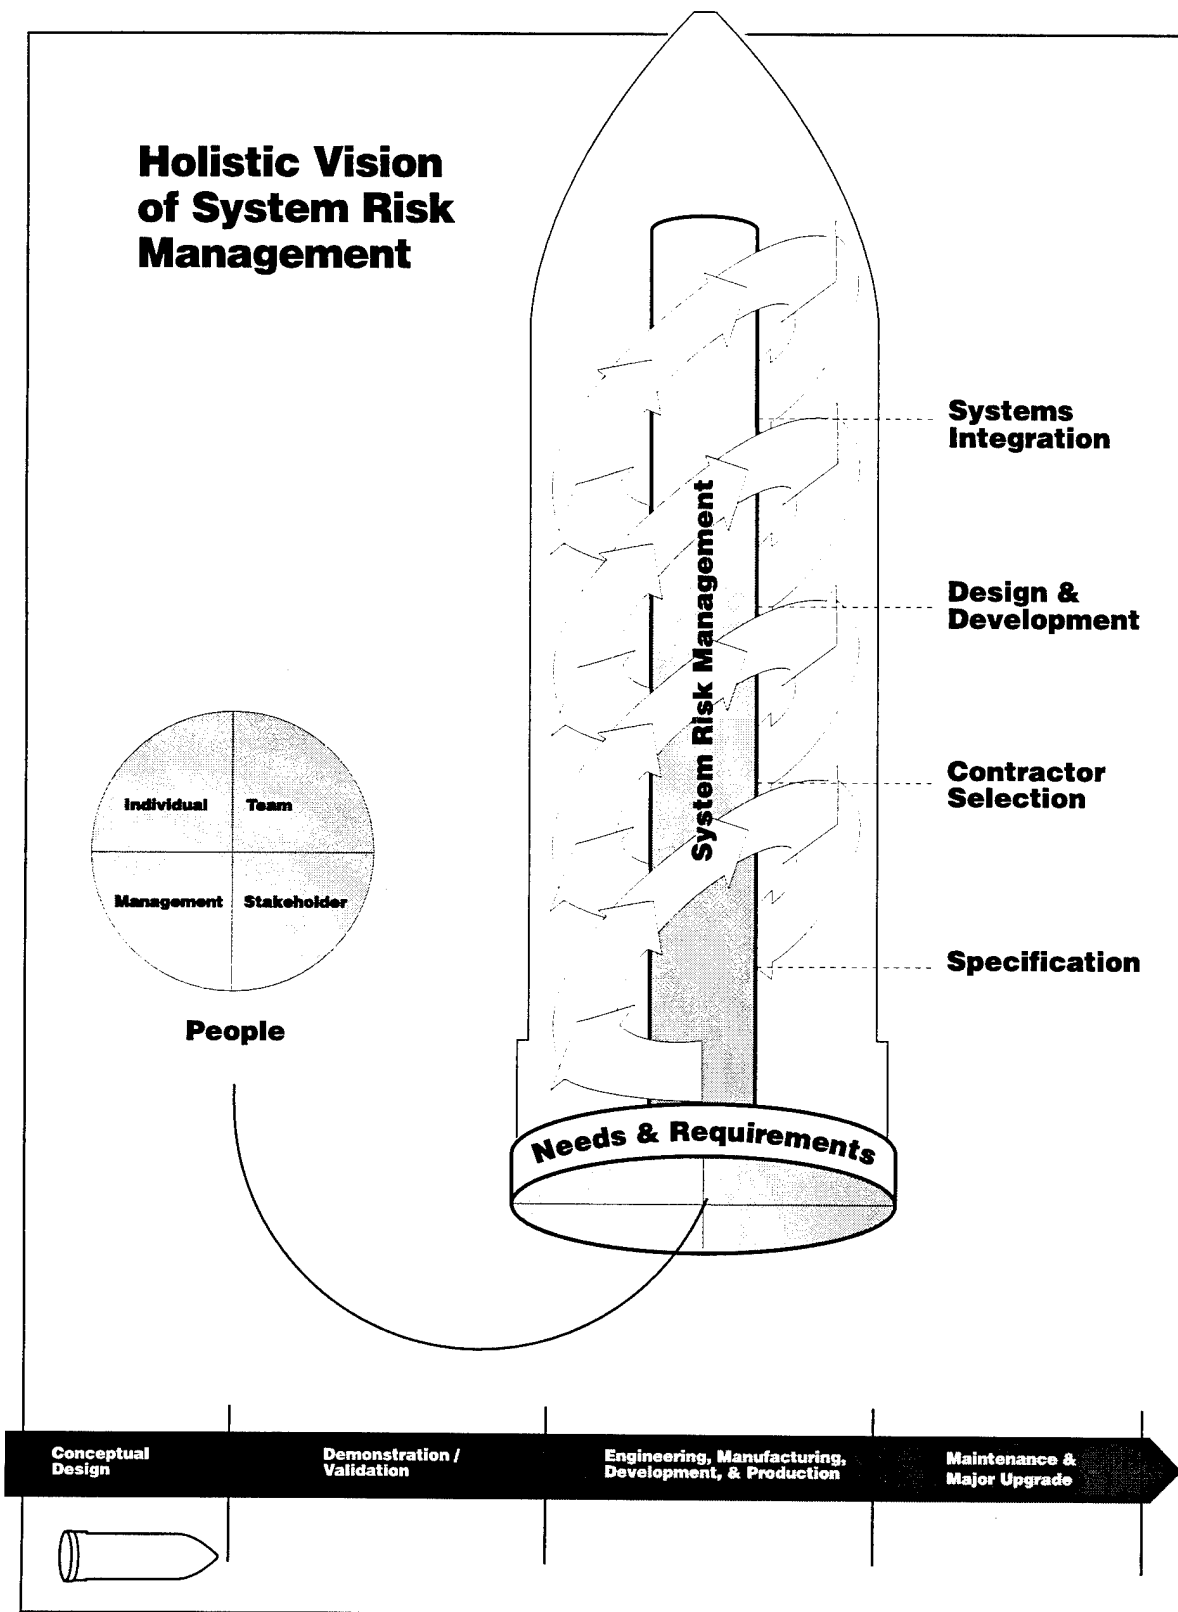 Holistic Vision
of System Risk
Management
Systems
Integration
System Risk Management
Design &
Development
Contractor
Selection
Individual
Team
Management
Stakeholder
Specification
People
Needs & Requirements
Conceptual
Design
Demonstration /
Validation
Engineering, Manufacturing,
Development, & Production
Maintenance &
Major Upgrade